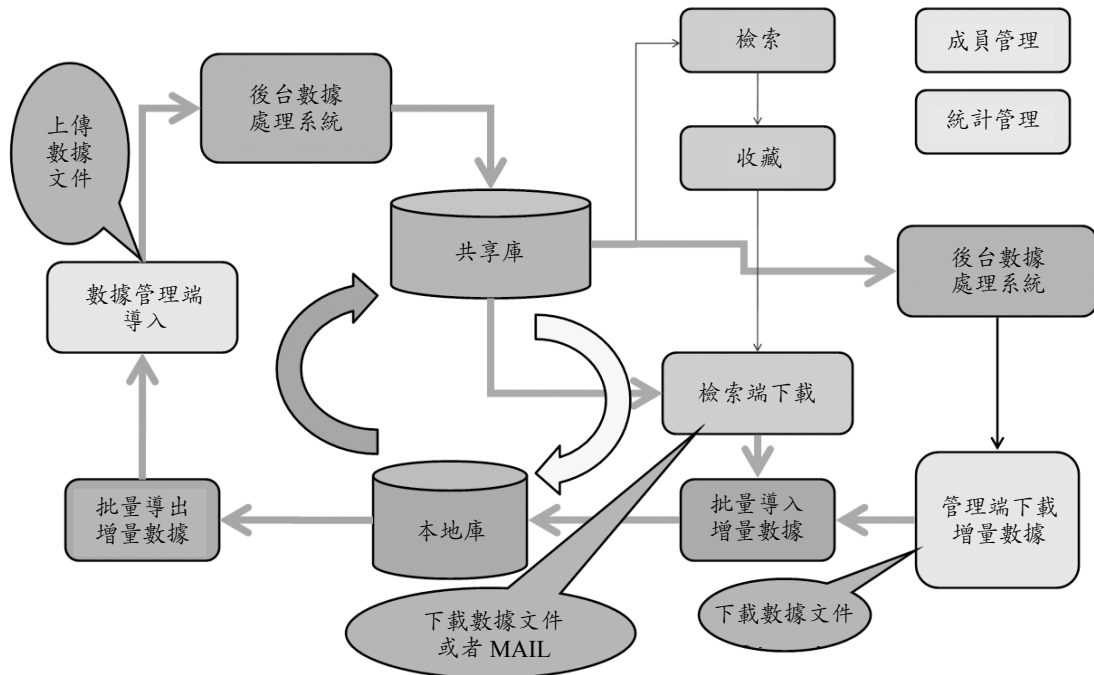 檢索
成員管理
後台數據
處理系統
上傳
數據
文件
收藏
統計管理
共享庫
後台數據
處理系統
數據管理端
導入
檢索端下載
批量導出
增量數據
本地庫
批量導入
增量數據
管理端下載
增量數據
下載數據文件
或者 MAIL
下載數據文件